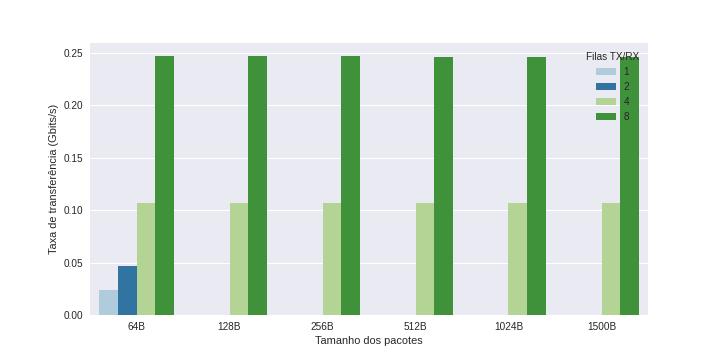 Filas TX/RX
1
2
4
8
0.25
0.20
0.15
0.10
0.05
0.00
Taxa de transferência (Gbits/s)
64B 128B 256B 512B 1024B 1500B
Tamanho dos pacotes